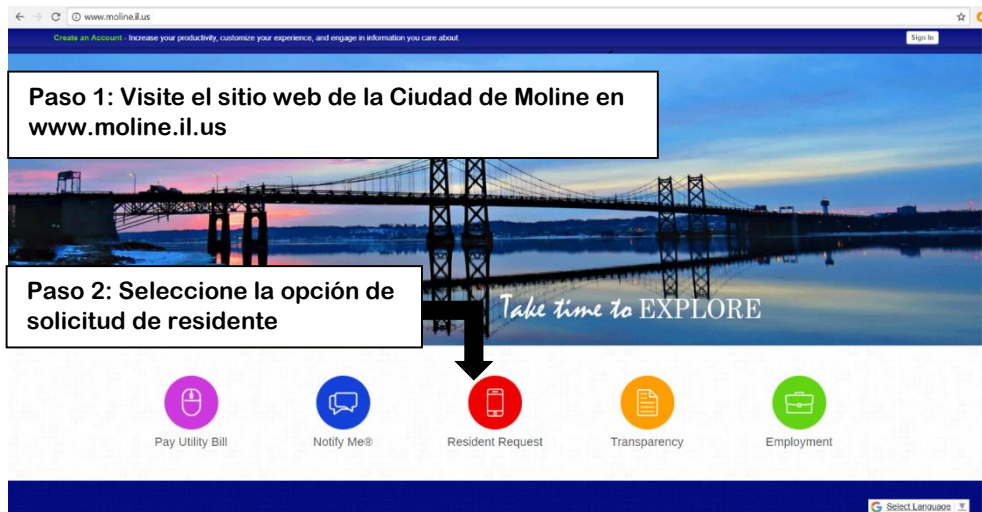 www.moline.il.us
Create an Account - Increase your productivity, customize your experience, and engage in information you care about.
Sign In
Paso 1: Visite el sitio web de la Ciudad de Moline en
www.moline.il.us
Paso 2: Seleccione la opción de
solicitud de residente
Take time to EXPLORE
Pay Utility Bill
Notify Me®
Resident Request
Transparency
Employment
G Select Language